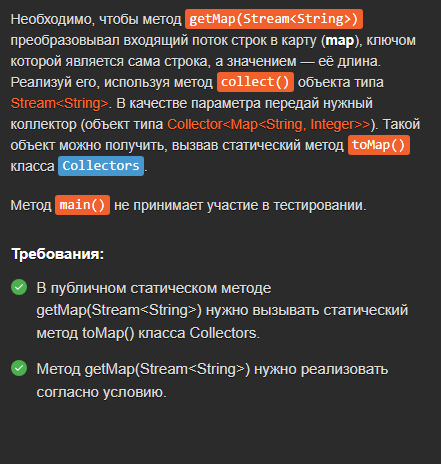 Необходимо, чтобы метод getMap(Stream<String>)
преобразовывал входящий поток строк в карту (map), ключом
которой является сама строка, а значением — её длина.
Реализуй его, используя метод collect() объекта типа
Stream<String>. В качестве параметра передай нужный
коллектор (объект типа Collector<Map<String, Integer>>). Такой
объект можно получить, вызвав статический метод toMap()
класса Collectors.
Метод main() не принимает участие в тестировании.
Требования:
В публичном статическом методе
getMap(Stream<String>) нужно вызывать статический
метод toMap() класса Collectors.
Метод getMap(Stream<String>) нужно реализовать
согласно условию.